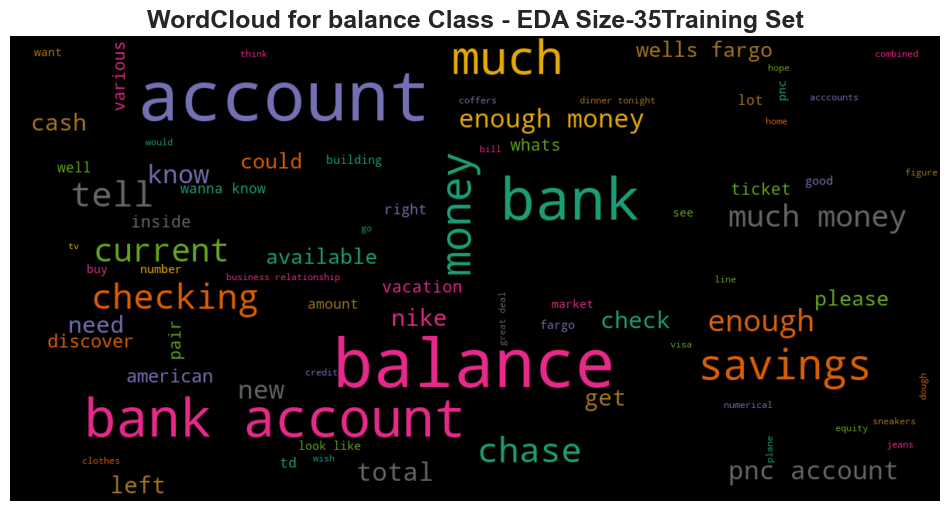 WordCloud for balance Class - EDA Size-35Training Set
want
various
think
account
much
wells fargo
combined
hope
pnc
acccounts
cash
coffers
dinner tonight
lot
enough money
home
would
bill
whats
well
know
could
building
tell
wanna know
money
bank
ticket
good
figure
inside
right
see
much money
go
tv
current
available
buy
number
business relationship
line
checking
amount
vacation
great deal
market
please
need
nike
fargo
check
enough
discover
pair
visa
american
credit
balance
savings
dough
new
get
numerical
bank account
sneakers
equity
look like
chase
plane
jeans
clothes
td
wish
total
pnc account
left